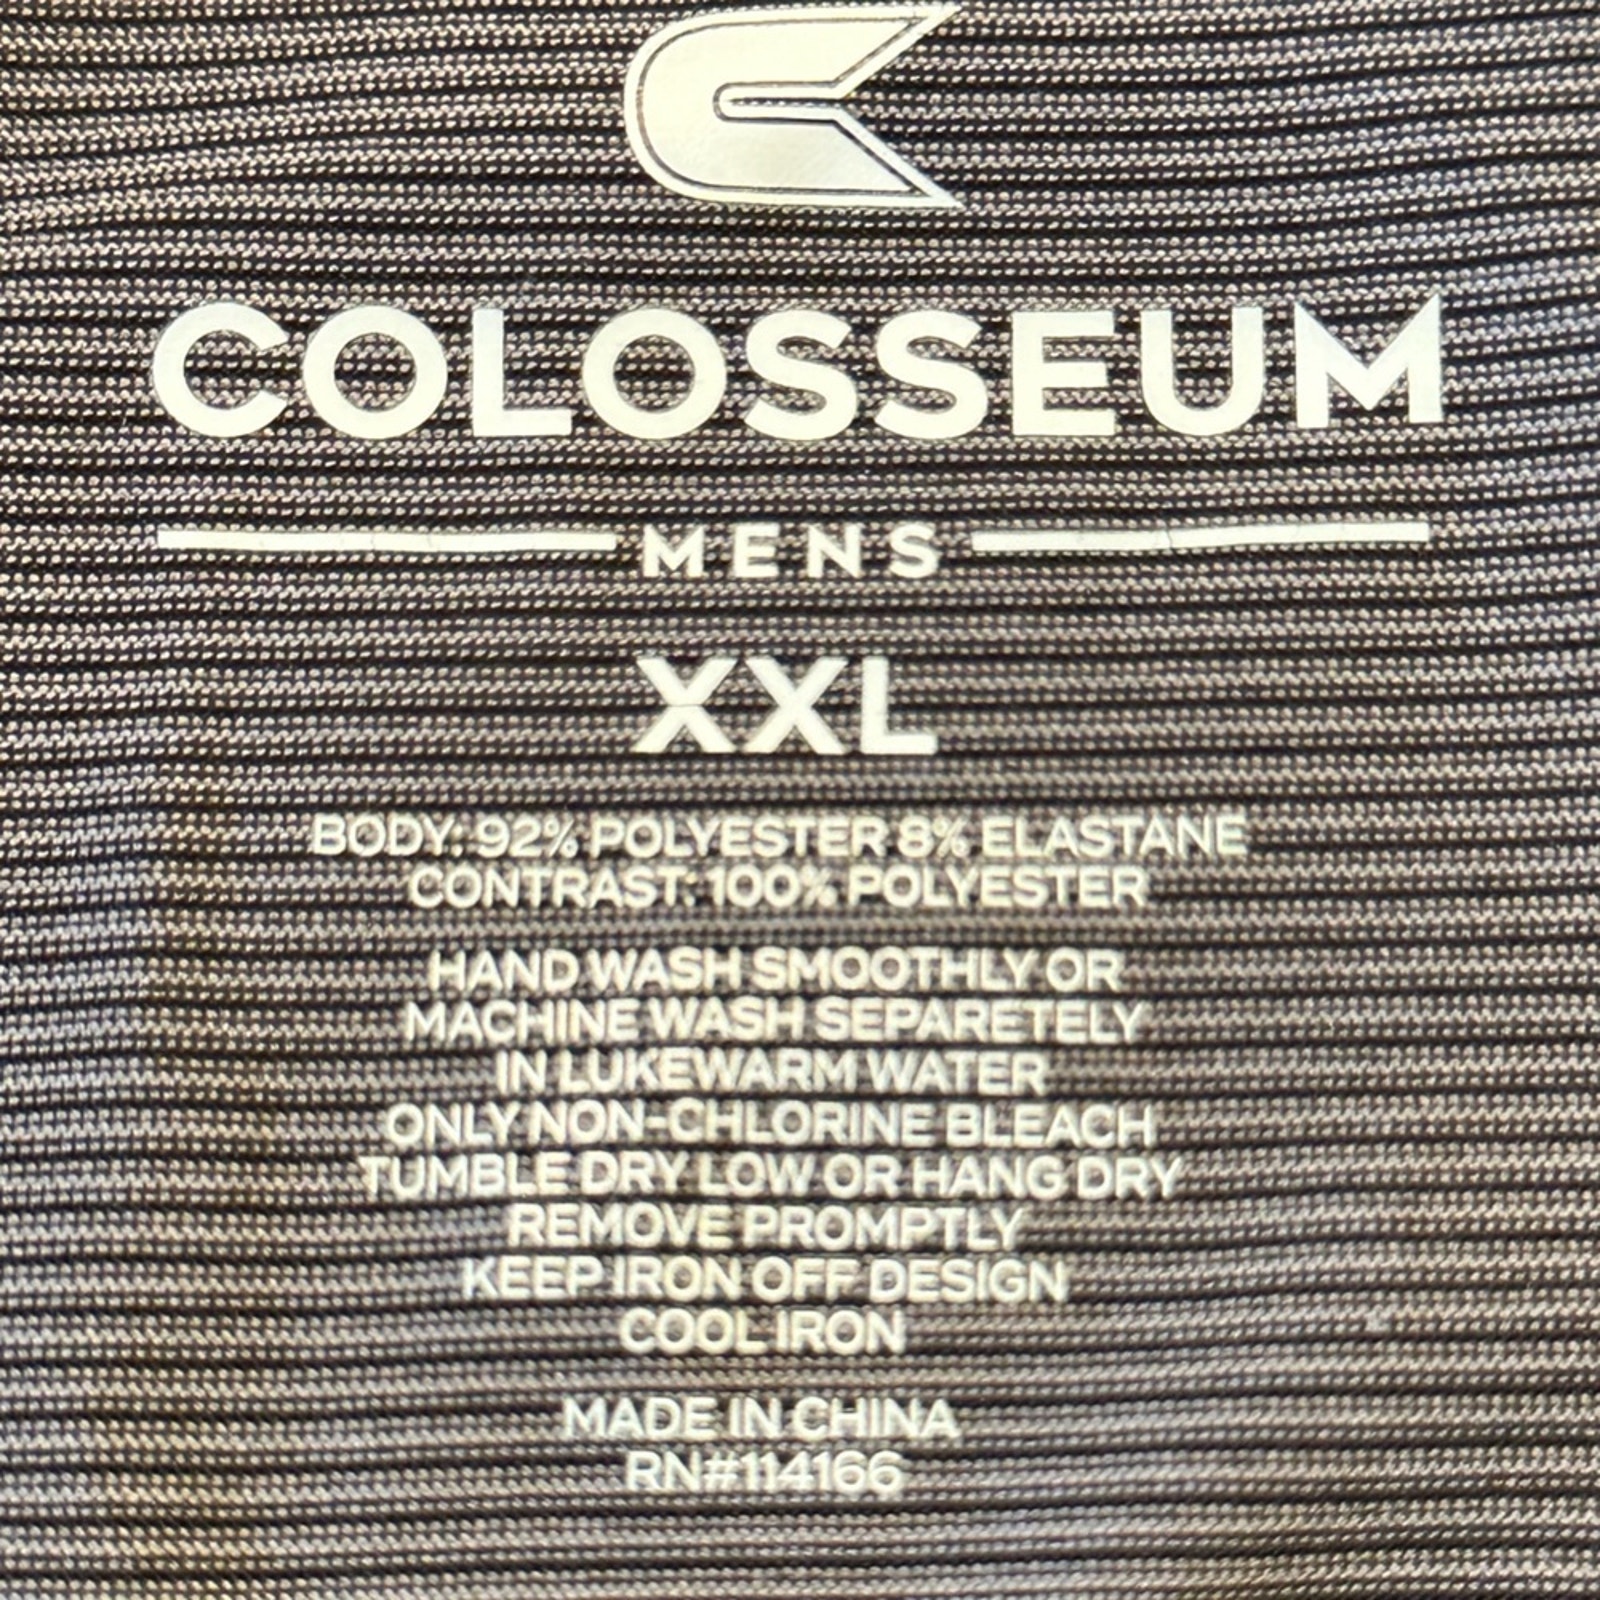 COLOSSEUM
MENS
XXL
BODY: 92% POLYESTER 8% ELASTANE
CONTRAST: 100% POLYESTER
HAND WASH SMOOTHLY OR
MACHINE WASH SEPARETELY
IN LUKEWARM WATER
ONLY NON-CHLORINE BLEACH
TUMBLE DRY LOW OR HANG DRY
REMOVE PROMPTLY
KEEP IRON OFF DESIGN
COOL IRON
MADE IN CHINA
RN#114166